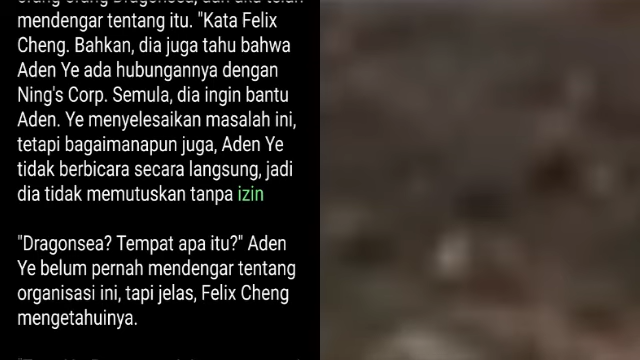 mendengar tentang itu. "Kata Felix
Cheng. Bahkan, dia juga tahu bahwa
Aden Ye ada hubungannya dengan
Ning's Corp. Semula, dia ingin bantu
Aden. Ye menyelesaikan masalah ini,
tetapi bagaimanapun juga, Aden Ye
tidak berbicara secara langsung, jadi
dia tidak memutuskan tanpa izin
"Dragonsea? Tempat apa itu?" Aden
Ye belum pernah mendengar tentang
organisasi ini, tapi jelas, Felix Cheng
mengetahuinya.